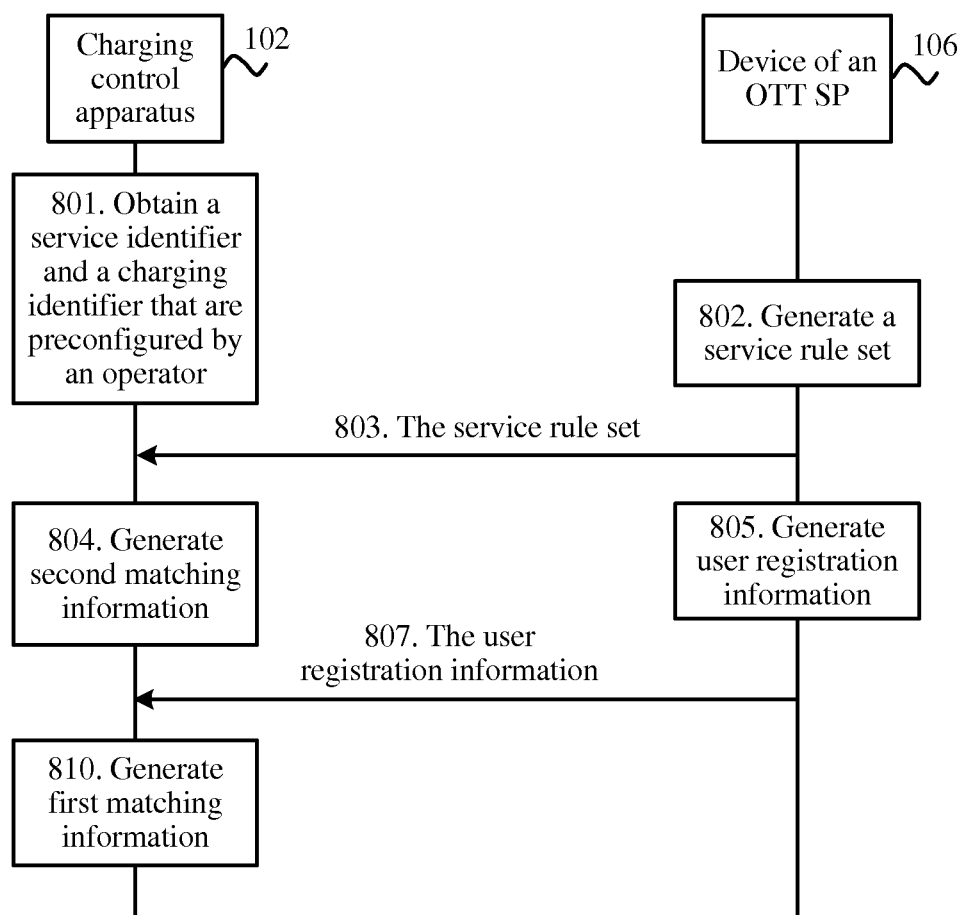 Charging
control
apparatus
102
Device of an
OTT SP
106
801. Obtain a
service identifier
and a charging
identifier that are
preconfigured by
an operator
802. Generate a
service rule set
803. The service rule set
804. Generate
second matching
information
805. Generate
user registration
information
807. The user
registration information
810. Generate
first matching
information